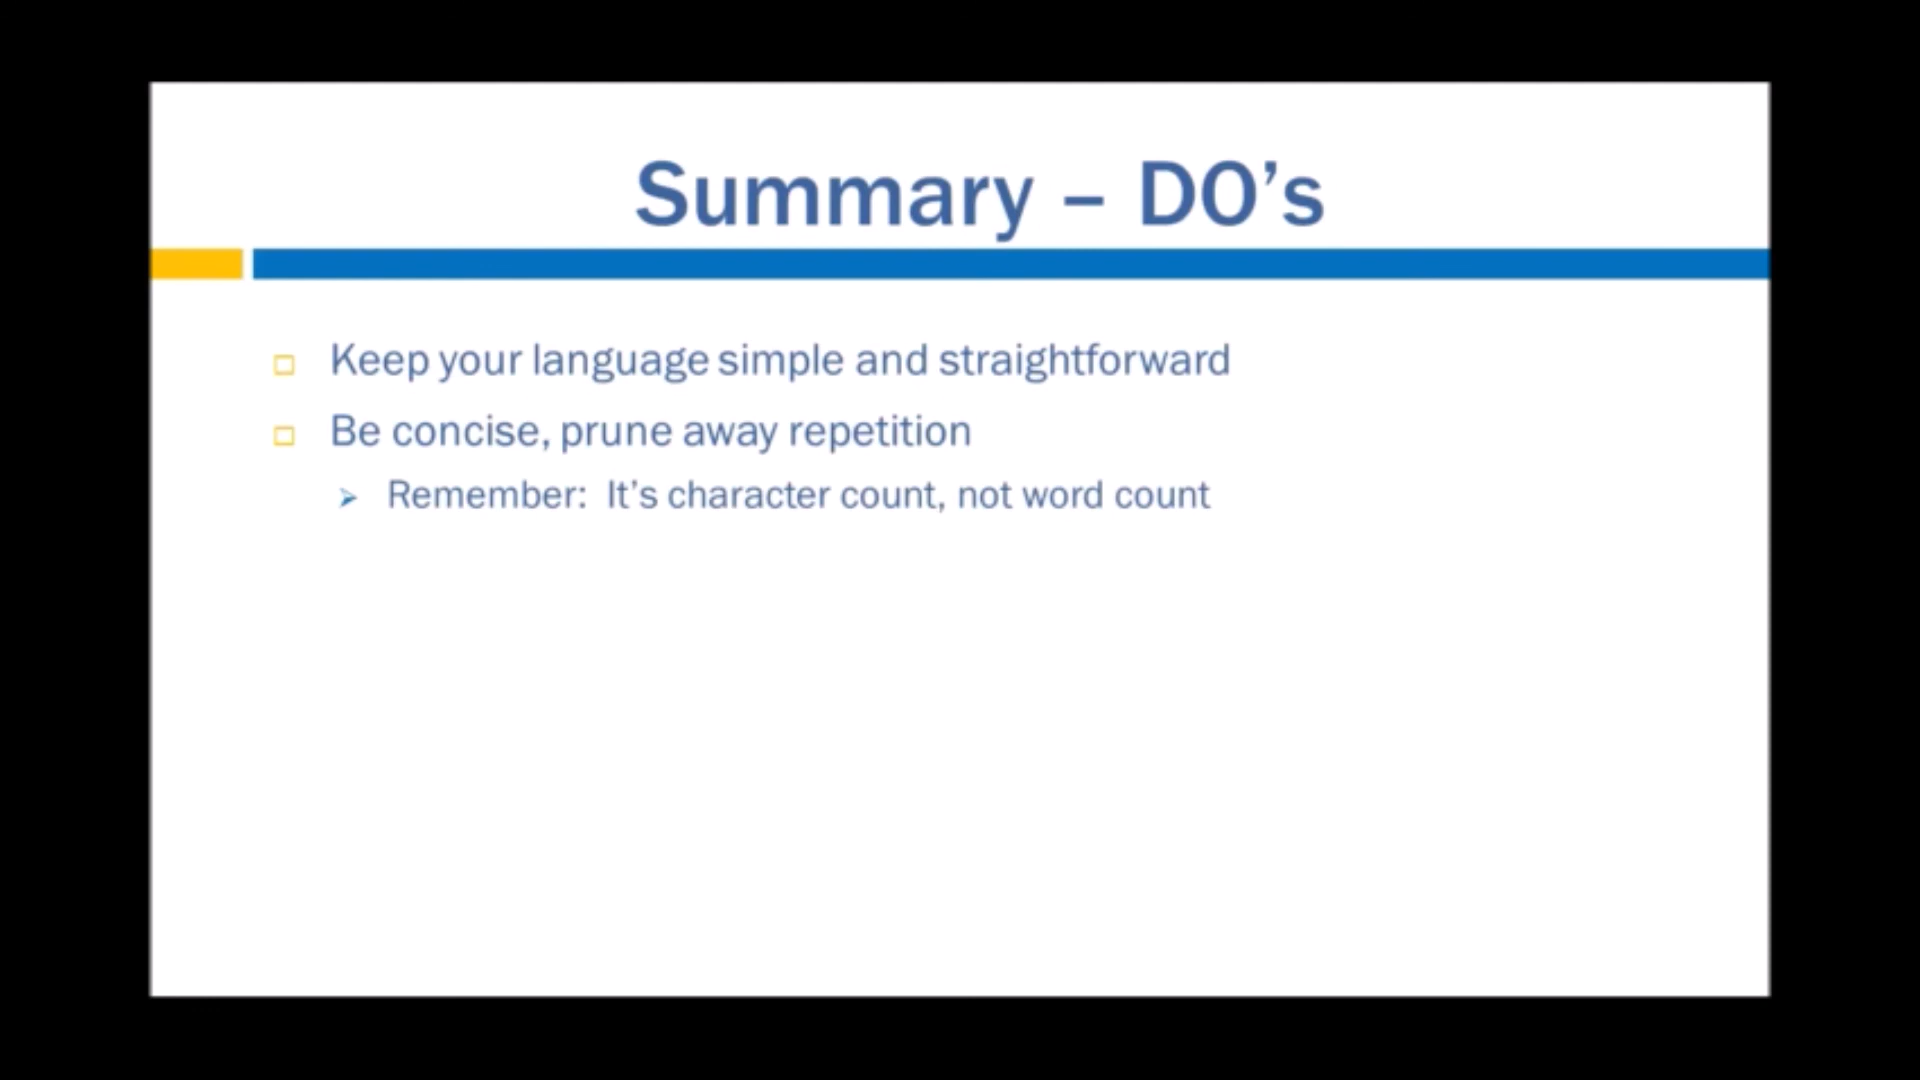 Summary – DO’s
Keep your language simple and straightforward
Be concise, prune away repetition
Remember:  It’s character count, not word count